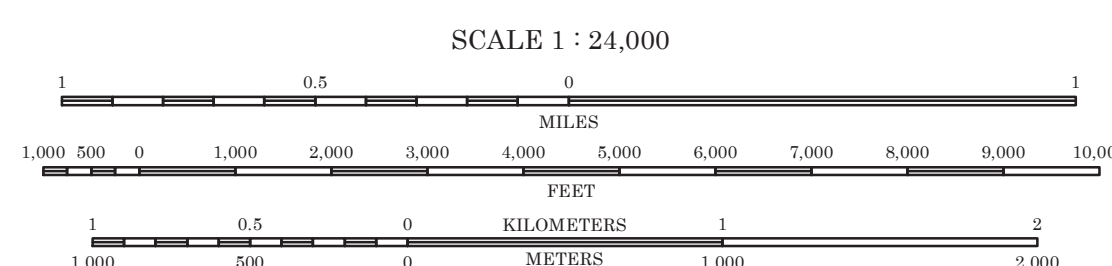 SCALE 1 : 24,000
1 0.5 0 1
MILES
1,000 500 0 1,000 2,000 3,000 4,000 5,000 6,000 7,000 8,000 9,000 10,00
FEET
1 0.5 0 KILOMETERS 1 2
1,000 500 0 METERS 1,000 2,000